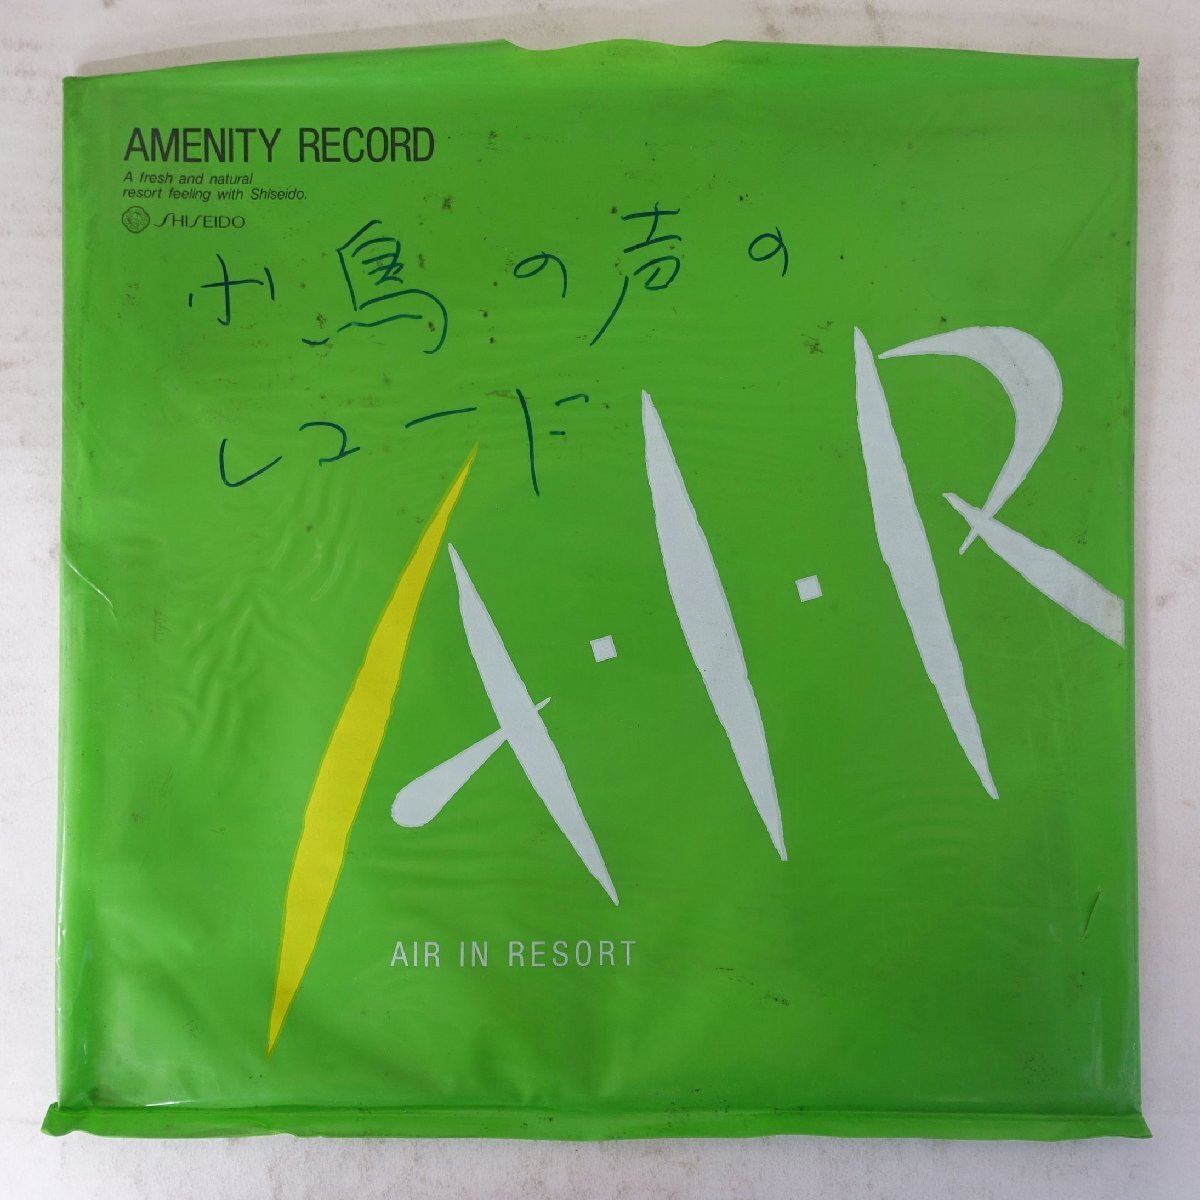 AMENITY RECORD
A fresh and natural
resort feeling with Shiseido.
SHISEIDO
小鳥の声の
レコード
A·I·R
AIR IN RESORT